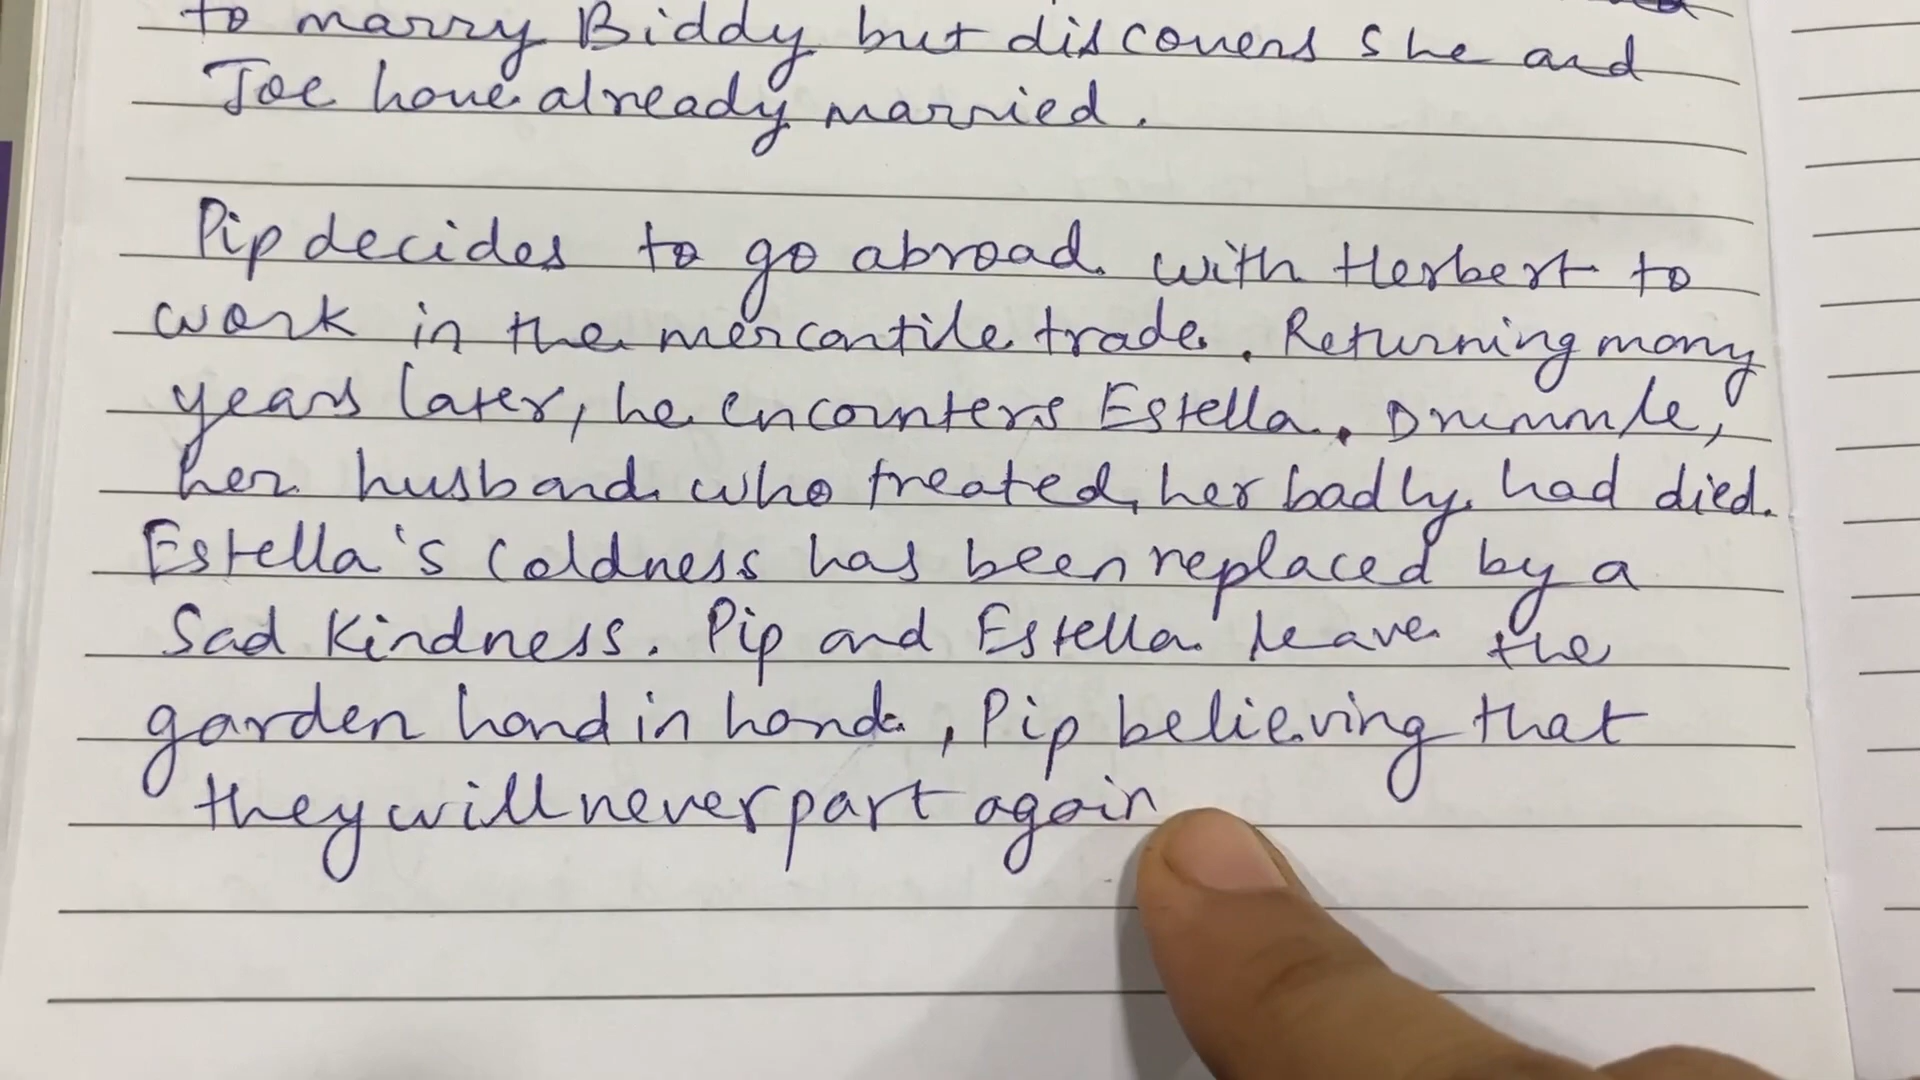 to marry Biddy but discovers she and
Joe have already married.
Pip decides to go abroad with Herbert to
work in the mercantile trade. Returning many
years later, he encounters Estella. Drummle,
her husband who treated her badly had died.
Estella's coldness has been replaced by a
Sad Kindness. Pip and Estella leave the
garden hand in hand, Pip believing that
they will never part again